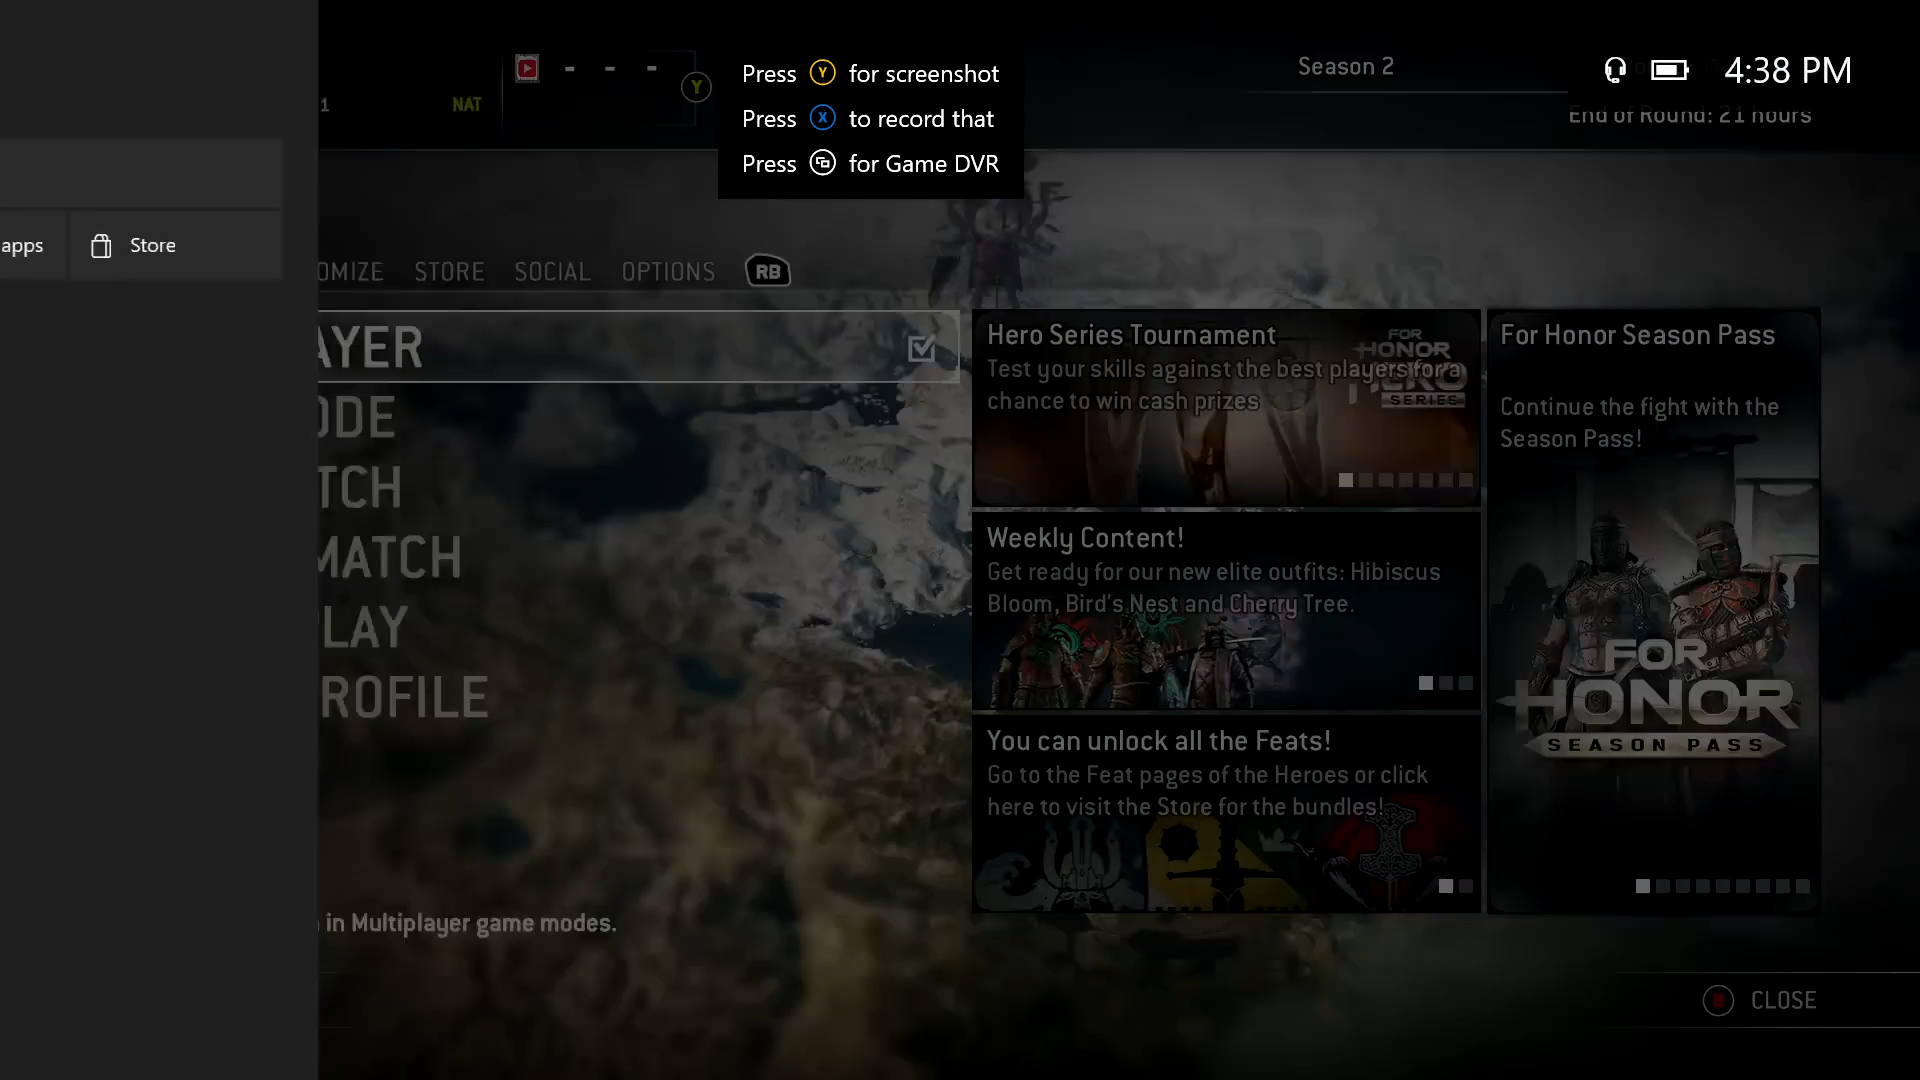 Press Y for screenshot
Press X to record that
Press for Game DVR
Season 2
4:38 PM
End of Round: 21 hours
1
NAT
Y
apps
Store
OMIZE
STORE
SOCIAL
OPTIONS
RB
AYER
ODE
TCH
MATCH
LAY
ROFILE
in Multiplayer game modes.
Hero Series Tournament
Test your skills against the best players for a
chance to win cash prizes
FOR
HONOR
HERO
SERIES
Weekly Content!
Get ready for our new elite outfits: Hibiscus
Bloom, Bird's Nest and Cherry Tree.
You can unlock all the Feats!
Go to the Feat pages of the Heroes or click
here to visit the Store for the bundles!
For Honor Season Pass
Continue the fight with the
Season Pass!
FOR
HONOR
SEASON PASS
CLOSE